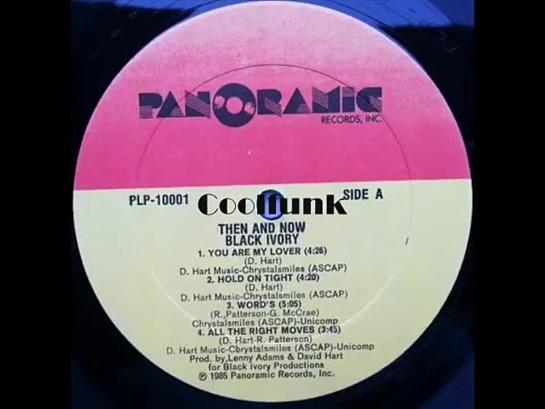 PANORAMIC
RECORDS, INC.
PLP-10001
SIDE A
Coolfunk
THEN AND NOW
BLACK IVORY
1. YOU ARE MY LOVER (4:26)
(D. Hart)
D. Hart Music-Chrystalsmiles (ASCAP)
2. HOLD ON TIGHT (4:20)
(D. Hart)
D. Hart Music-Chrystalsmiles (ASCAP)
3. WORD'S (5:05)
(R.,Patterson-G. McCrae)
Chrystalsmiles (ASCAP)-Unicomp
4. ALL THE RIGHT MOVES (3:45)
(D. Hart-R. Patterson)
D. Hart Music-Cbrystalsmiles (ASCAP)-Unicomp
Prod. by Lenny Adams & David Hart
for Black Ivory Productions
℗ 1985 Panoramic Records, Inc.